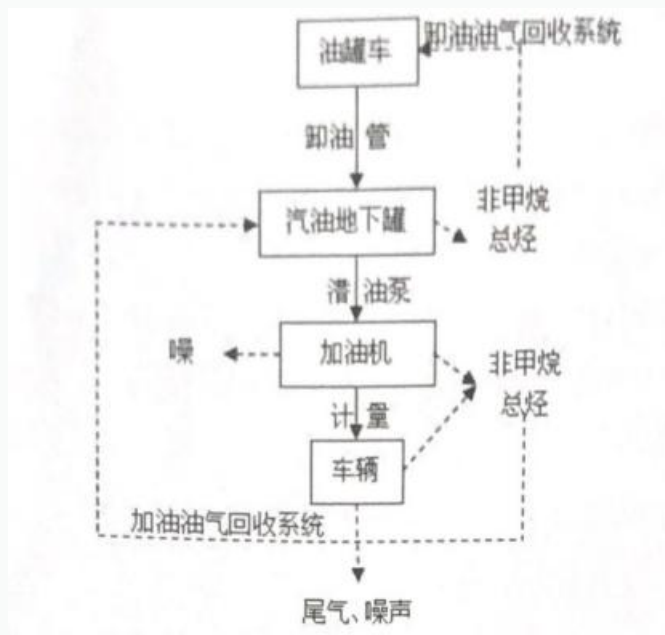 油罐车
卸油油气回收系统
卸油管
汽油地下罐
非甲烷
总烃
潜油泵
噪
加油机
非甲烷
总烃
计量
车辆
加油油气回收系统
尾气、噪声